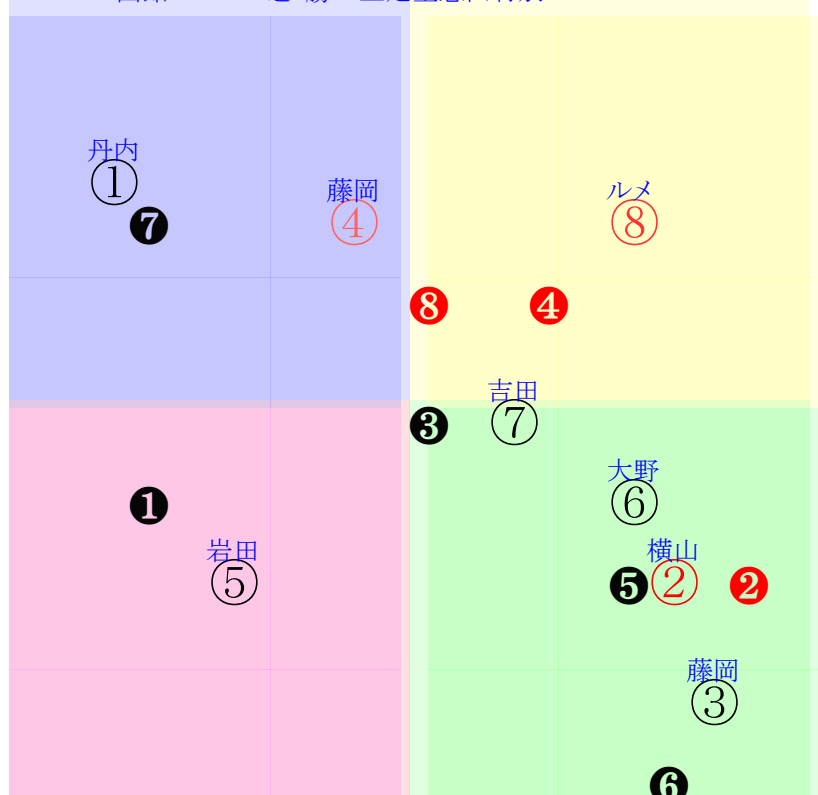 丹内
①
❼
藤岡
④
ルメ
⑧
❽
❹
吉田
⑦
❸
大野
⑥
❶
岩田
⑤
横山
❺
②
❷
藤岡
③
❻